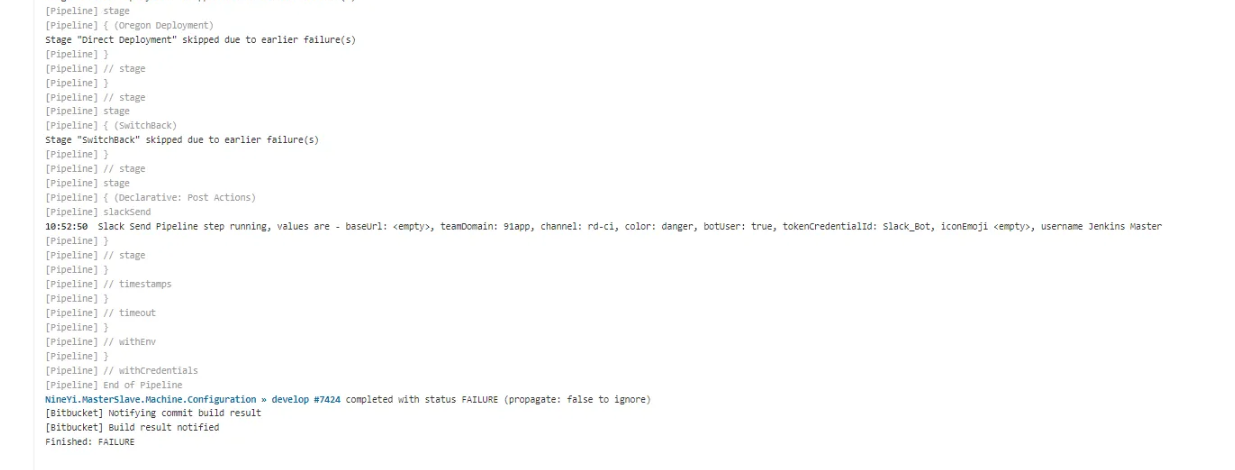 [Pipeline] stage
[Pipeline] { (Oregon Deployment)
Stage "Direct Deployment" skipped due to earlier failure(s)
[Pipeline] }
[Pipeline] // stage
[Pipeline] }
[Pipeline] // stage
[Pipeline] stage
[Pipeline] { (SwitchBack)
Stage "SwitchBack" skipped due to earlier failure(s)
[Pipeline] }
[Pipeline] // stage
[Pipeline] stage
[Pipeline] { (Declarative: Post Actions)
[Pipeline] slackSend
10:52:50 Slack Send Pipeline step running, values are - baseUrl: <empty>, teamDomain: 91app, channel: rd-ci, color: danger, botUser: true, tokenCredentialId: Slack_Bot, iconEmoji <empty>, username Jenkins Master
[Pipeline] }
[Pipeline] // stage
[Pipeline] }
[Pipeline] // timestamps
[Pipeline] }
[Pipeline] // timeout
[Pipeline] }
[Pipeline] // withEnv
[Pipeline] }
[Pipeline] // withCredentials
[Pipeline] End of Pipeline
NineYi.MasterSlave.Machine.Configuration » develop #7424 completed with status FAILURE (propagate: false to ignore)
[Bitbucket] Notifying commit build result
[Bitbucket] Build result notified
Finished: FAILURE